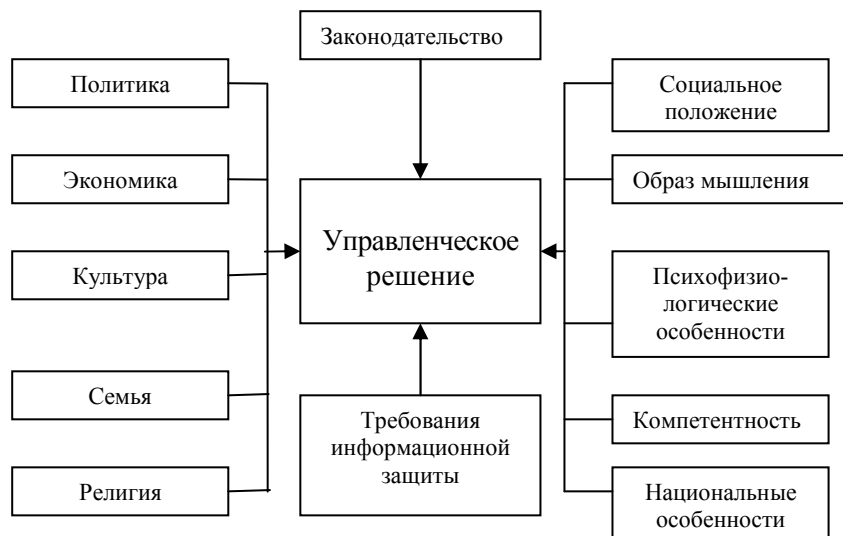 Законодательство
Политика
Экономика
Культура
Семья
Религия
Управленческое
решение
Требования
информационной
защиты
Социальное
положение
Образ мышления
Психофизио-
логические
особенности
Компетентность
Национальные
особенности